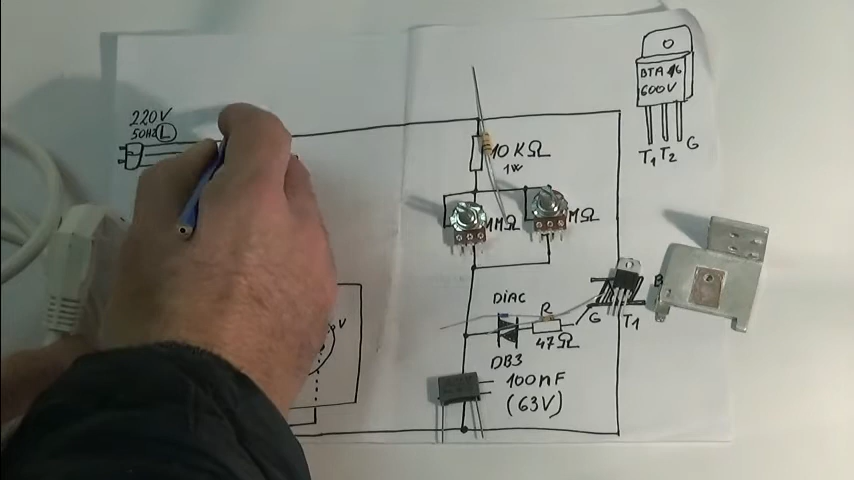 220V
50Hz L
10 KΩ
1W
1MΩ
MΩ
DiAC
R
47Ω
DB3
100nF
(63V)
G
T1
V
BTA 16
600V
T1 T2 G